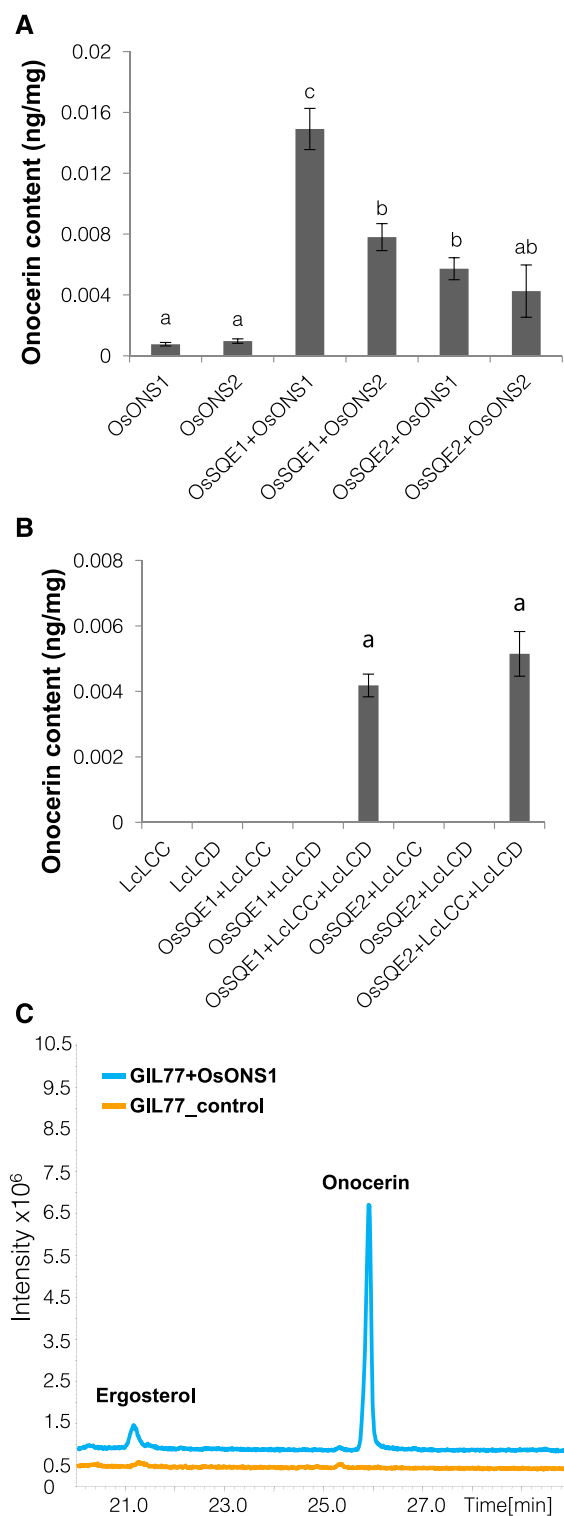 A
Onocerin content (ng/mg)
0.02
0.016
0.012
0.008
0.004
0
a
a
c
b
b
ab
OsONS1
OsONS2
OsSQE1+OsONS1
OsSQE1+OsONS2
OsSQE2+OsONS1
OsSQE2+OsONS2
B
Onocerin content (ng/mg)
0.008
0.006
0.004
0.002
0
a
a
LcLCC
LcLCD
OsSQE1+LcLCC
OsSQE1+LcLCD
OsSQE1+LcLCC+LcLCD
OsSQE2+LcLCC
OsSQE2+LcLCD
OsSQE2+LcLCC+LcLCD
C
Intensity x10⁶
10.5
9.5
8.5
7.5
6.5
5.5
4.5
3.5
2.5
1.5
0.5
0
GIL77+OsONS1
GIL77_control
Onocerin
Ergosterol
21.0 23.0 25.0 27.0 Time[min]